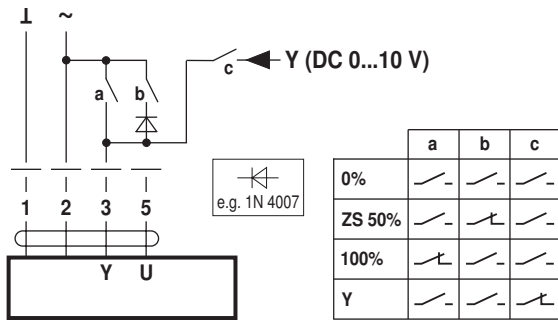 ⊥ ~
a b c Y (DC 0...10 V)
1 2 3 5
Y U
e.g. 1N 4007
a b c
0%
ZS 50%
100%
Y